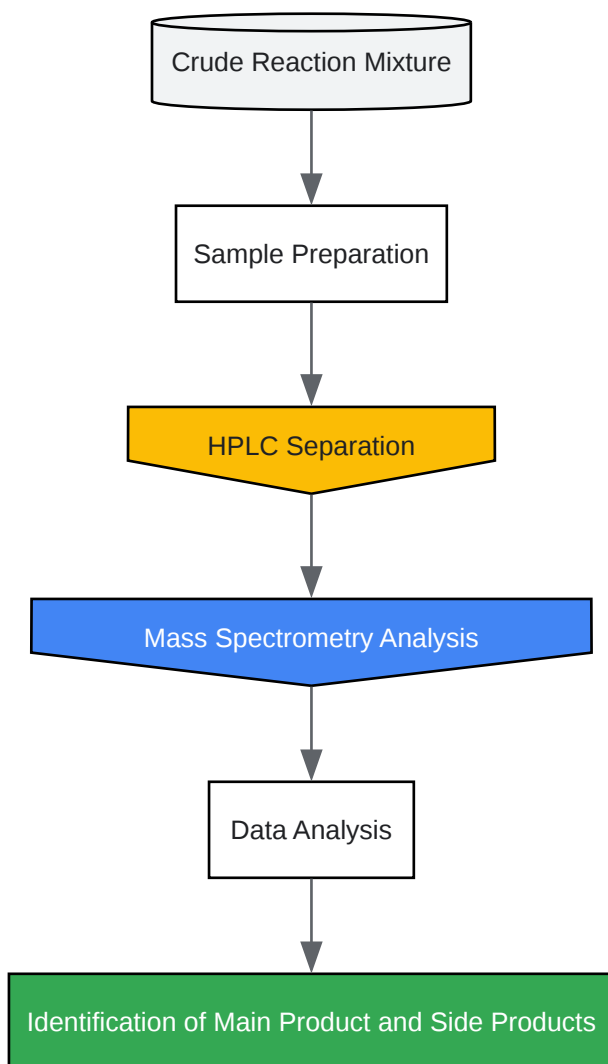 Crude Reaction Mixture
Sample Preparation
HPLC Separation
Mass Spectrometry Analysis
Data Analysis
Identification of Main Product and Side Products